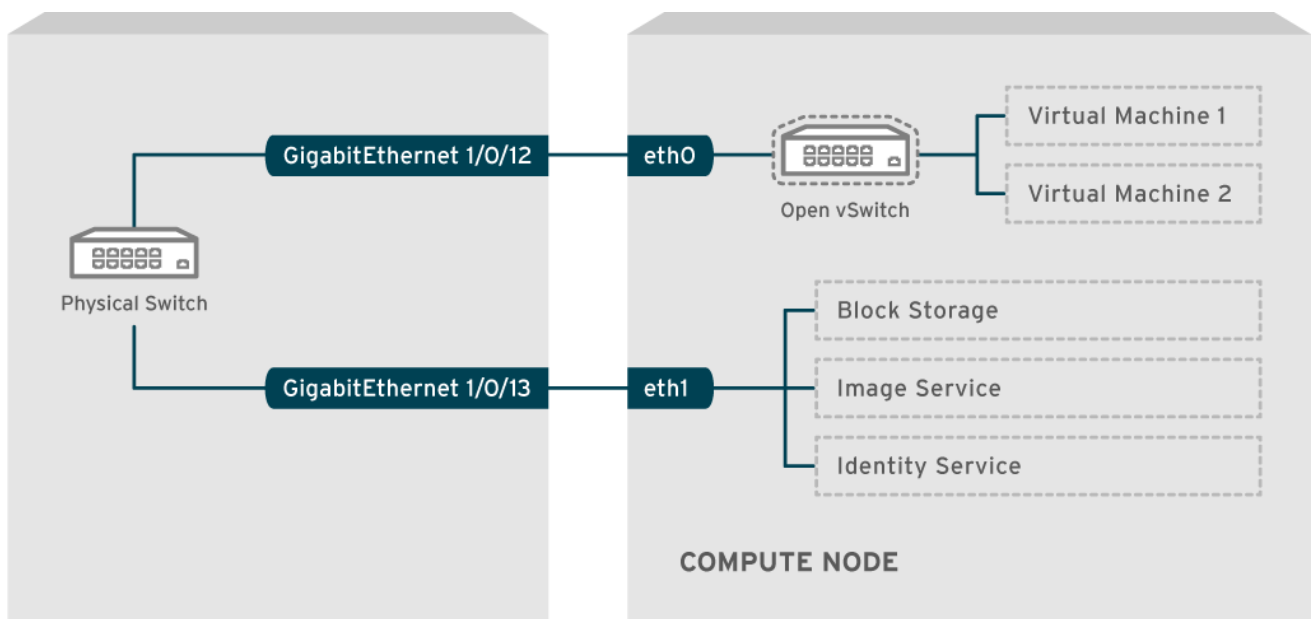 GigabitEthernet 1/0/12
eth0
Open vSwitch
Virtual Machine 1
Virtual Machine 2
Physical Switch
GigabitEthernet 1/0/13
eth1
Block Storage
Image Service
Identity Service
COMPUTE NODE